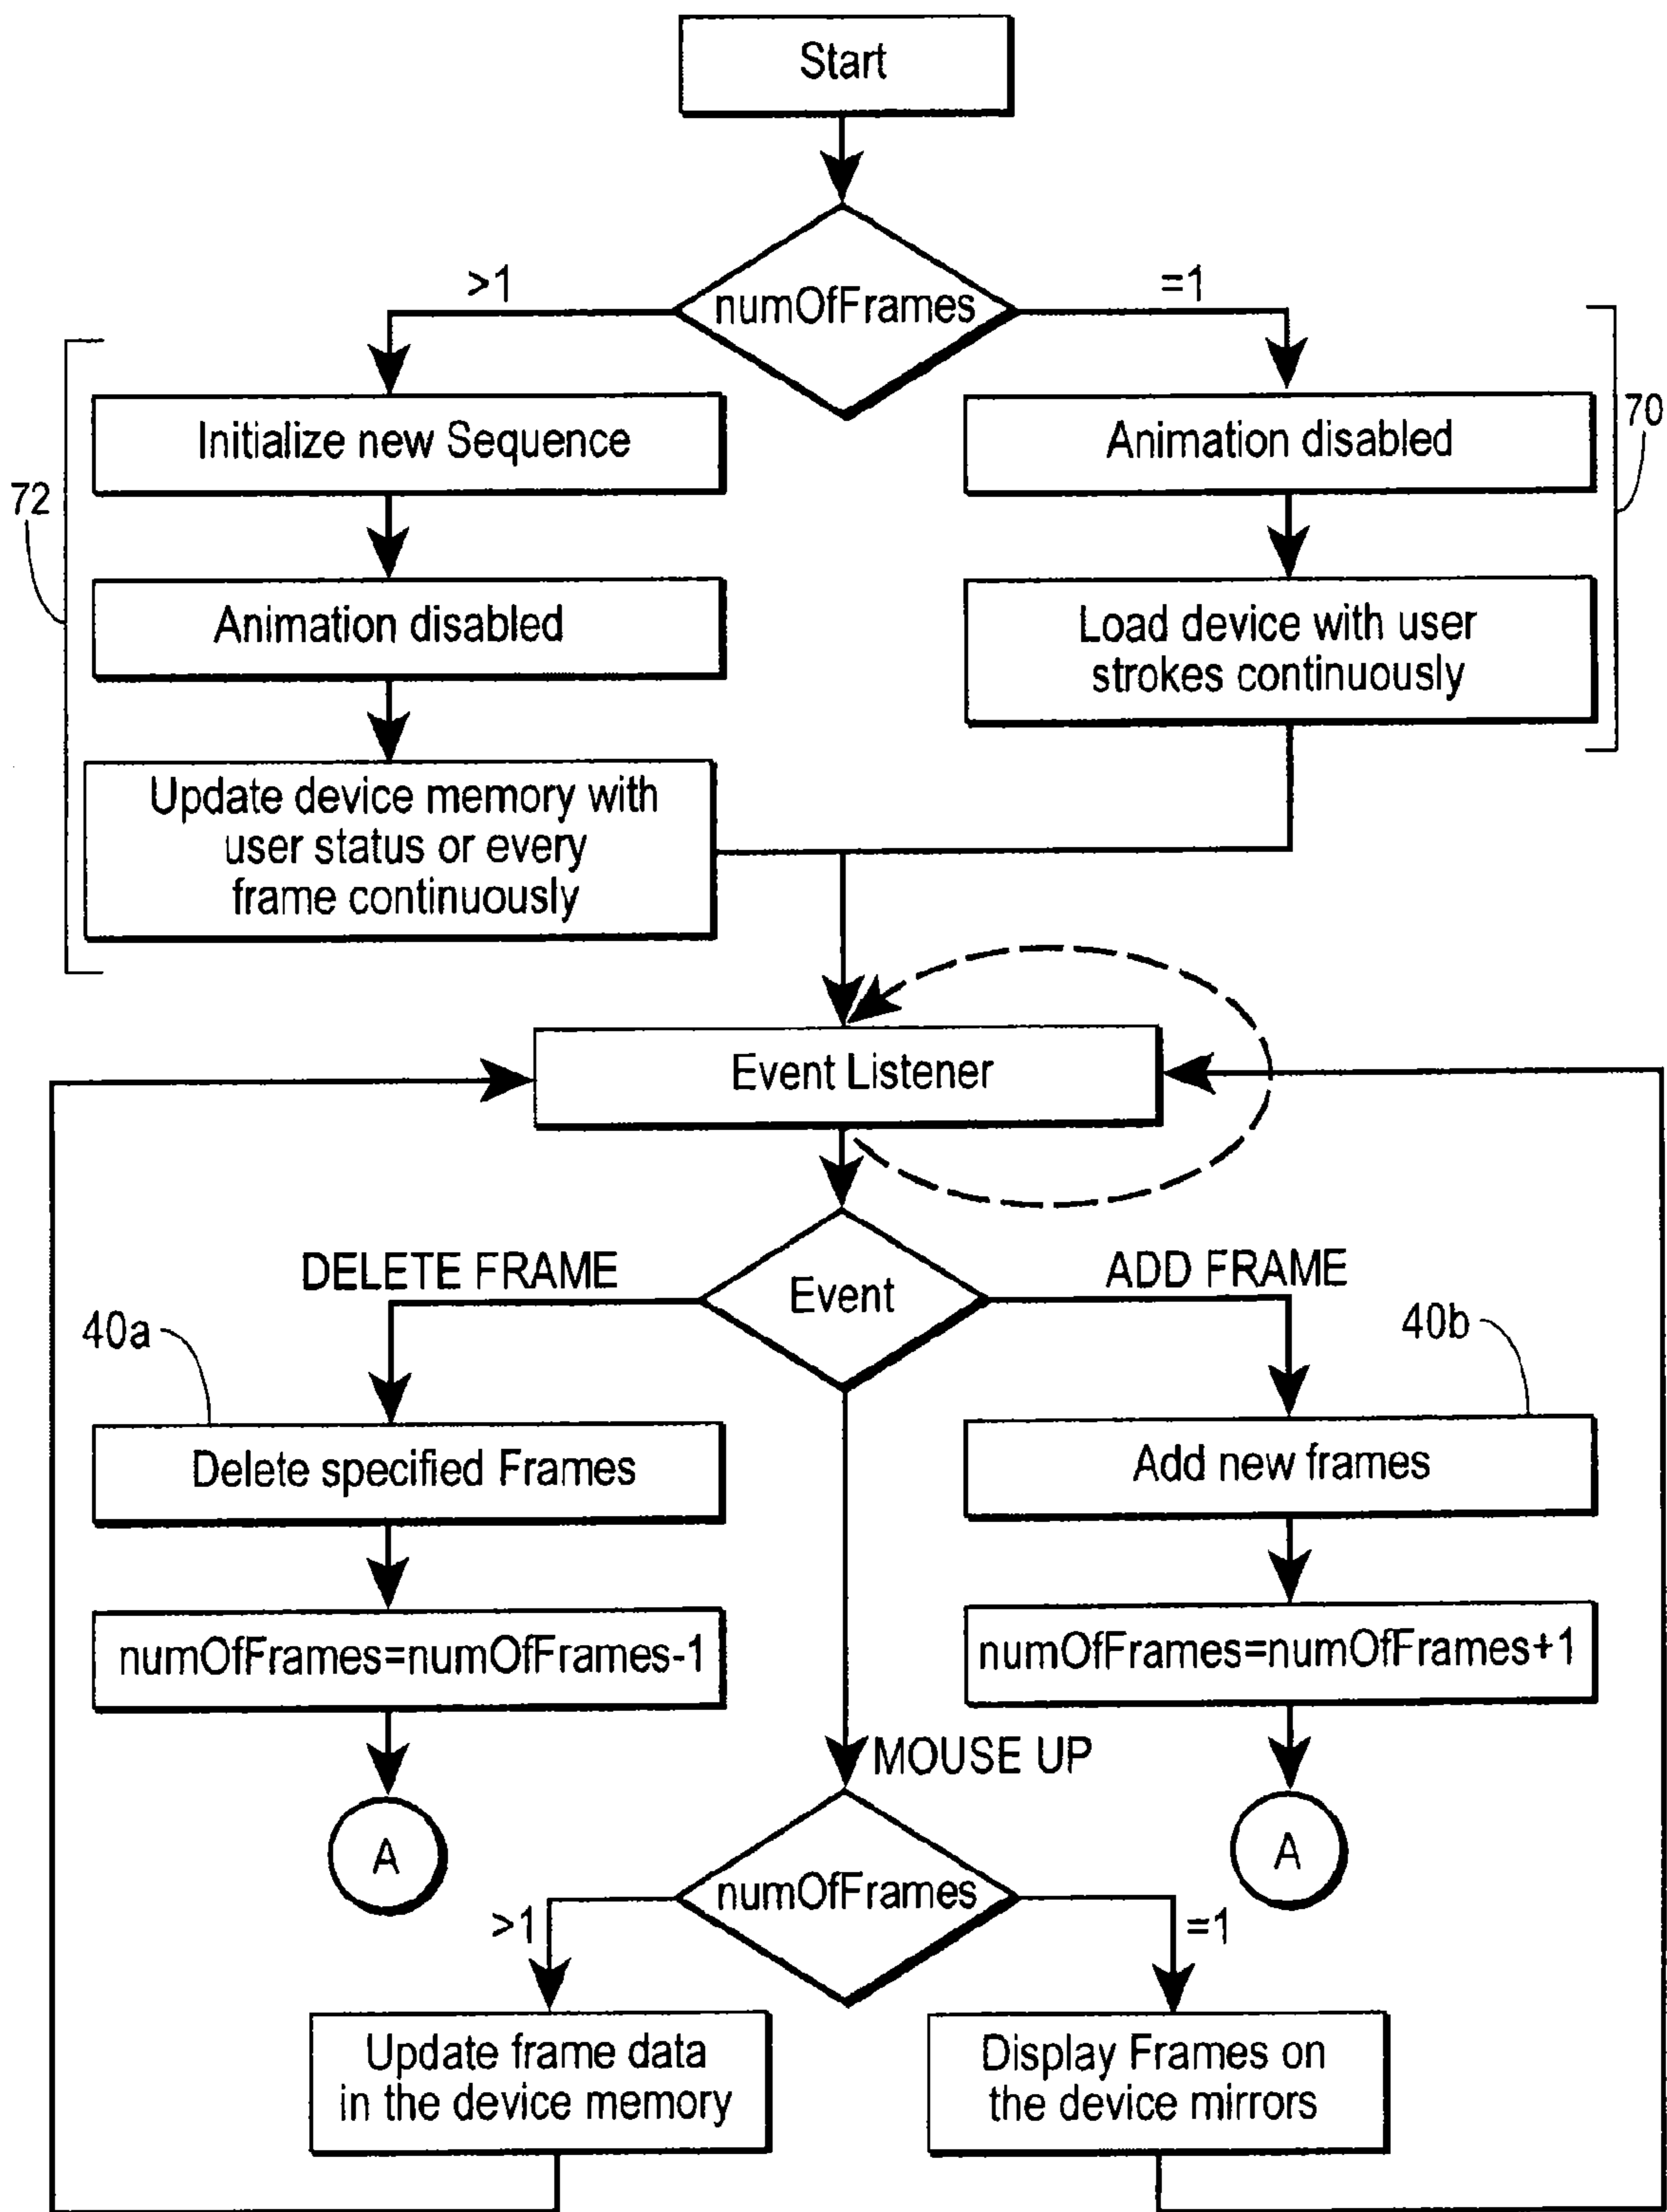 Start
numOfFrames
>1
=1
Initialize new Sequence
Animation disabled
70
72
Animation disabled
Load device with user
strokes continuously
Update device memory with
user status or every
frame continuously
Event Listener
Event
DELETE FRAME
ADD FRAME
40a
40b
Delete specified Frames
Add new frames
numOfFrames=numOfFrames-1
numOfFrames=numOfFrames+1
MOUSE UP
A
A
numOfFrames
>1
=1
Update frame data
in the device memory
Display Frames on
the device mirrors